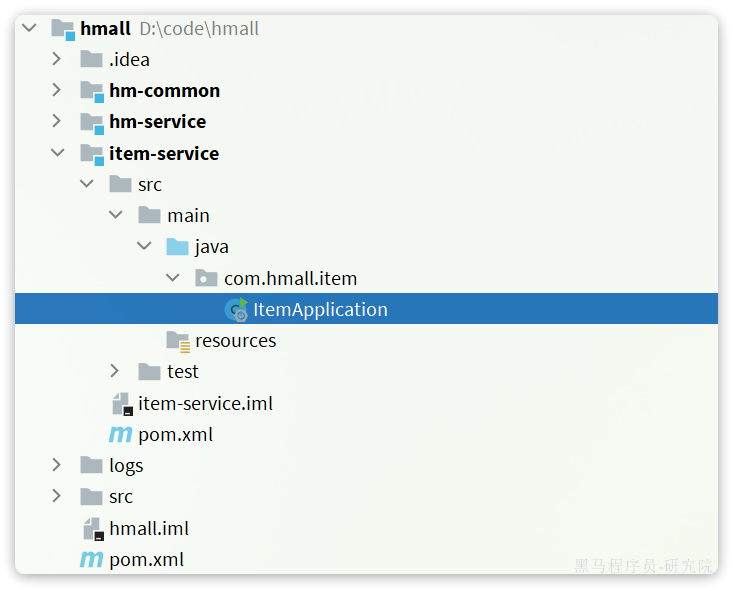 hmall D:\code\hmall
.idea
hm-common
hm-service
item-service
src
main
java
com.hmall.item
ItemApplication
resources
test
item-service.iml
pom.xml
logs
src
hmall.iml
pom.xml
黑马程序员-研究院